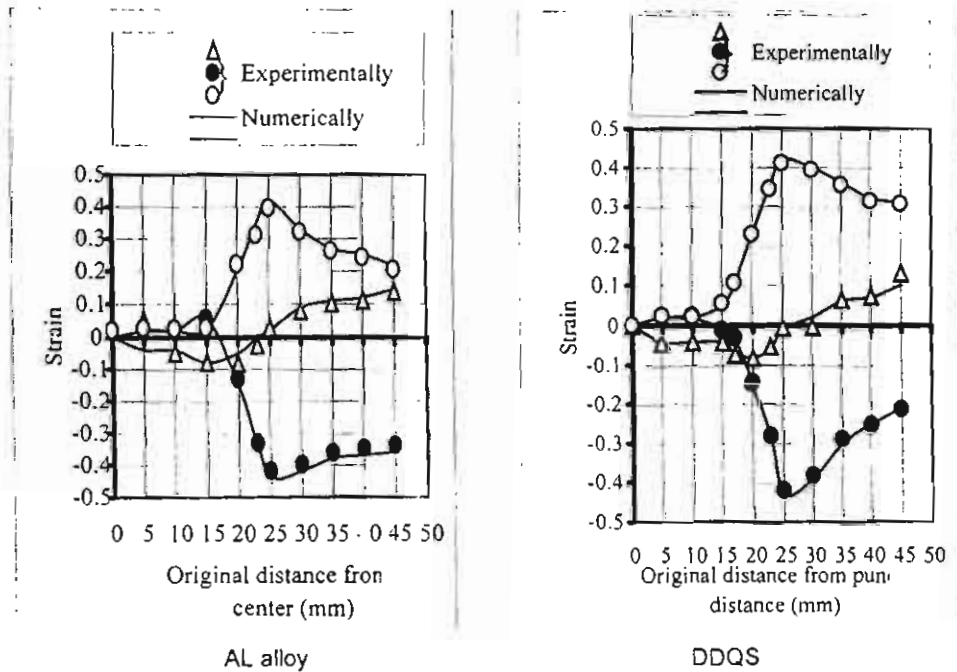 Experimentally
Numerically
0.5
0.4
0.3
0.2
0.1
0
-0.1
-0.2
-0.3
-0.4
-0.5
Strain
0 5 10 15 20 25 30 35 · 0 45 50
Original distance from
center (mm)
AL alloy
Experimentally
Numerically
0.5
0.4
0.3
0.2
0.1
0
-0.1
-0.2
-0.3
-0.4
-0.5
Strain
0 5 10 15 20 25 30 35 40 45 50
Original distance from pun
distance (mm)
DDQS